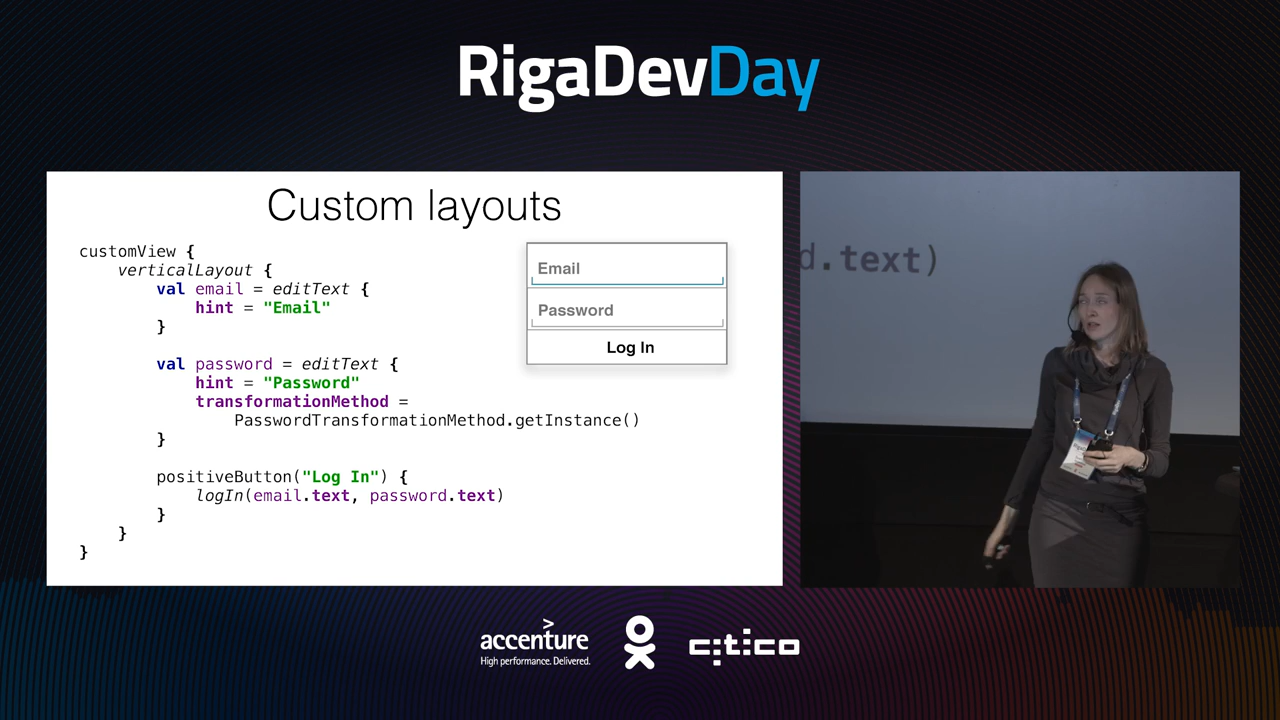 RigaDevDay
Custom layouts
customView {
    verticalLayout {
        val email = editText {
            hint = "Email"
        }
        val password = editText {
            hint = "Password"
            transformationMethod =
                PasswordTransformationMethod.getInstance()
        }
        positiveButton("Log In") {
            logIn(email.text, password.text)
        }
    }
}
Email
Password
Log In
d.text)
>
accenture
High performance. Delivered.
citico